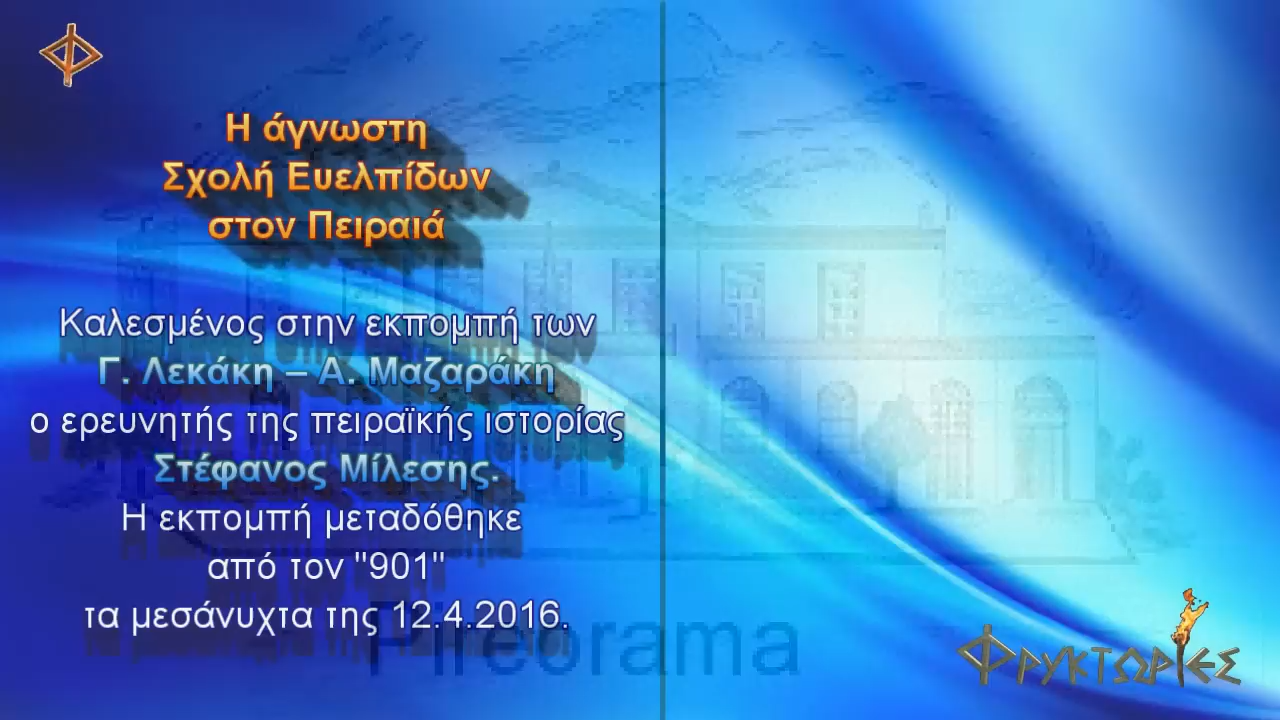 Φ
Η άγνωστη
Σχολή Ευελπίδων
στον Πειραιά
Καλεσμένος στην εκπομπή των
Γ. Λεκάκη – Α. Μαζαράκη
ο ερευνητής της πειραϊκής ιστορίας
Στέφανος Μίλεσης.
Η εκπομπή μεταδόθηκε
από τον "901"
τα μεσάνυχτα της 12.4.2016.
Pireorama
ΦΡΥΚΤΩΡΙΕΣ